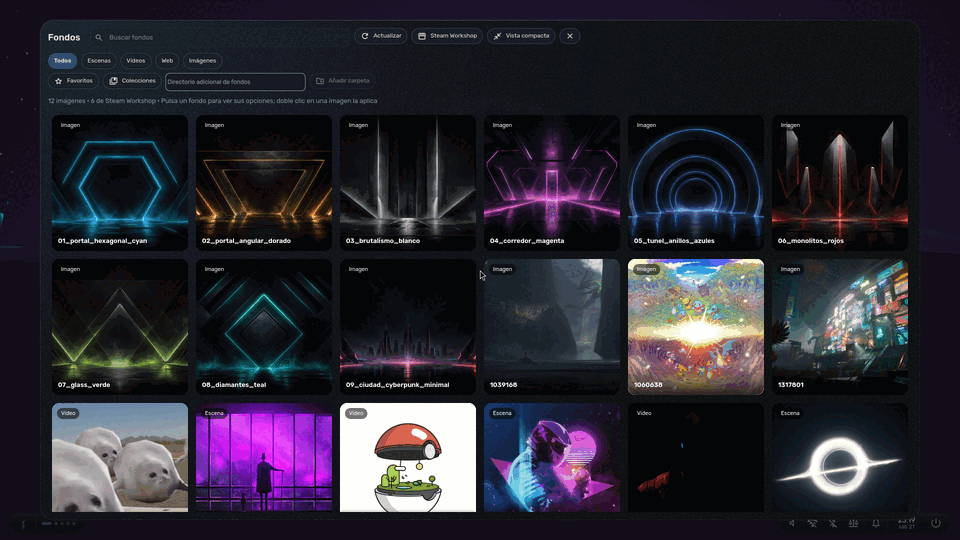 Fondos
Buscar fondos
Actualizar
Steam Workshop
Vista compacta
Todos
Escenas
Vídeos
Web
Imágenes
Favoritos
Colecciones
Directorio adicional de fondos
Añadir carpeta
12 imágenes • 6 de Steam Workshop • Pulsa un fondo para ver sus opciones; doble clic en una imagen la aplica
Imagen
Imagen
Imagen
Imagen
Imagen
Imagen
01_portal_hexagonal_cyan
02_portal_angular_dorado
03_brutalismo_blanco
04_corredor_magenta
05_tunel_anillos_azules
06_monolitos_rojos
Imagen
Imagen
Imagen
Imagen
Imagen
Imagen
07_glass_verde
08_diamantes_teal
09_ciudad_cyberpunk_minimal
1039168
1060638
1317801
Vídeo
Escena
Vídeo
Escena
Vídeo
Escena